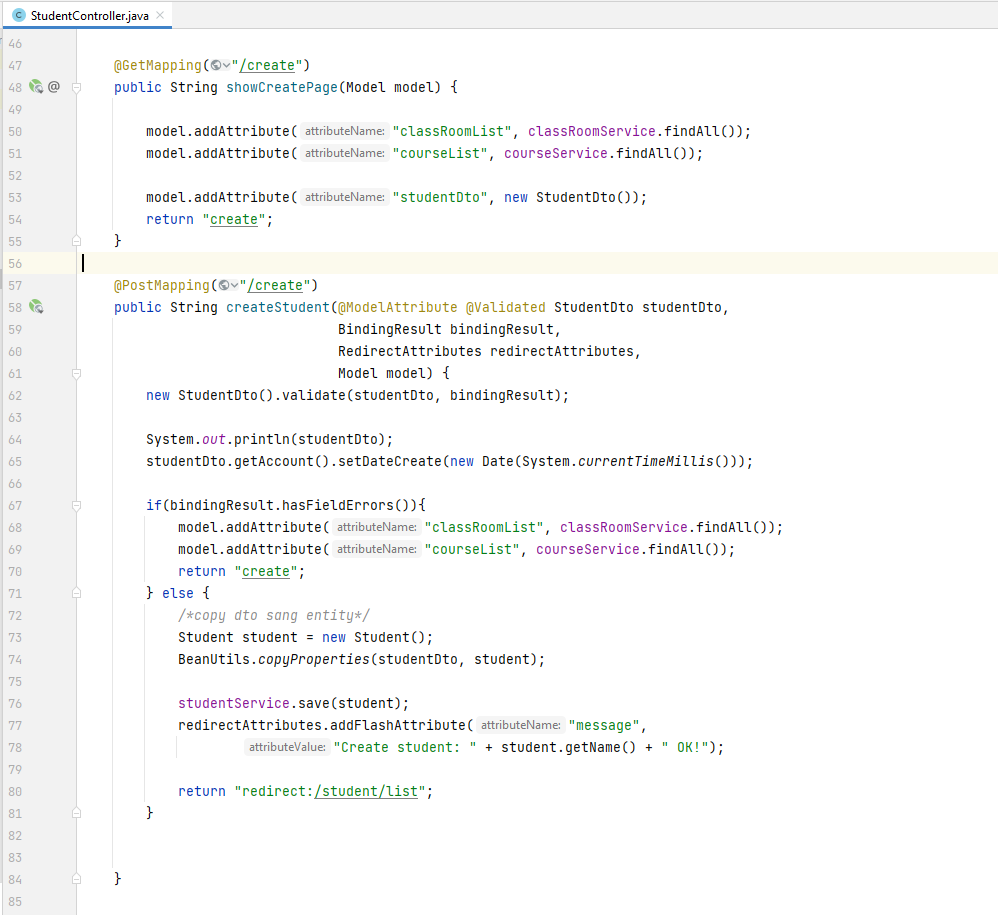 StudentController.java
46
47 @GetMapping("/create")
48 public String showCreatePage(Model model) {
49
50 model.addAttribute( attributeName: "classRoomList", classRoomService.findAll());
51 model.addAttribute( attributeName: "courseList", courseService.findAll());
52
53 model.addAttribute( attributeName: "studentDto", new StudentDto());
54 return "create";
55 }
56
57 @PostMapping("/create")
58 public String createStudent(@ModelAttribute @Validated StudentDto studentDto,
59 BindingResult bindingResult,
60 RedirectAttributes redirectAttributes,
61 Model model) {
62 new StudentDto().validate(studentDto, bindingResult);
63
64 System.out.println(studentDto);
65 studentDto.getAccount().setDateCreate(new Date(System.currentTimeMillis()));
66
67 if(bindingResult.hasFieldErrors()){
68 model.addAttribute( attributeName: "classRoomList", classRoomService.findAll());
69 model.addAttribute( attributeName: "courseList", courseService.findAll());
70 return "create";
71 } else {
72 /*copy dto sang entity*/
73 Student student = new Student();
74 BeanUtils.copyProperties(studentDto, student);
75
76 studentService.save(student);
77 redirectAttributes.addFlashAttribute( attributeName: "message",
78 attributeValue: "Create student: " + student.getName() + " OK!");
79
80 return "redirect:/student/list";
81 }
82
83
84 }
85